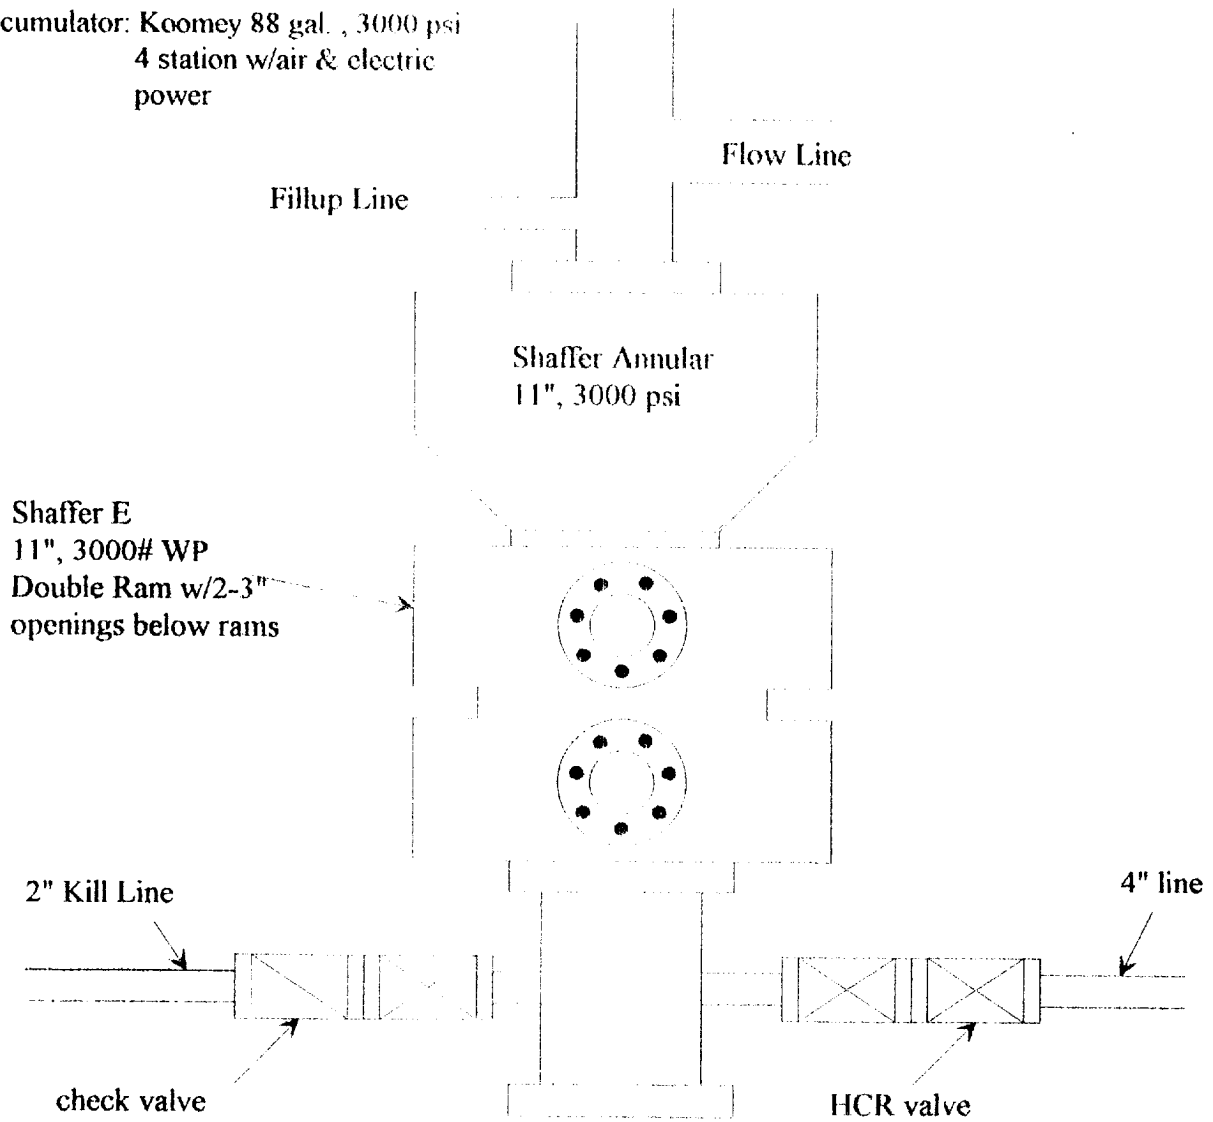 cumulator: Koomey 88 gal. , 3000 psi
4 station w/air & electric
power
Flow Line
Fillup Line
Shaffer Annular
11", 3000 psi
Shaffer E
11", 3000# WP
Double Ram w/2-3"
openings below rams
2" Kill Line
4" line
check valve
HCR valve